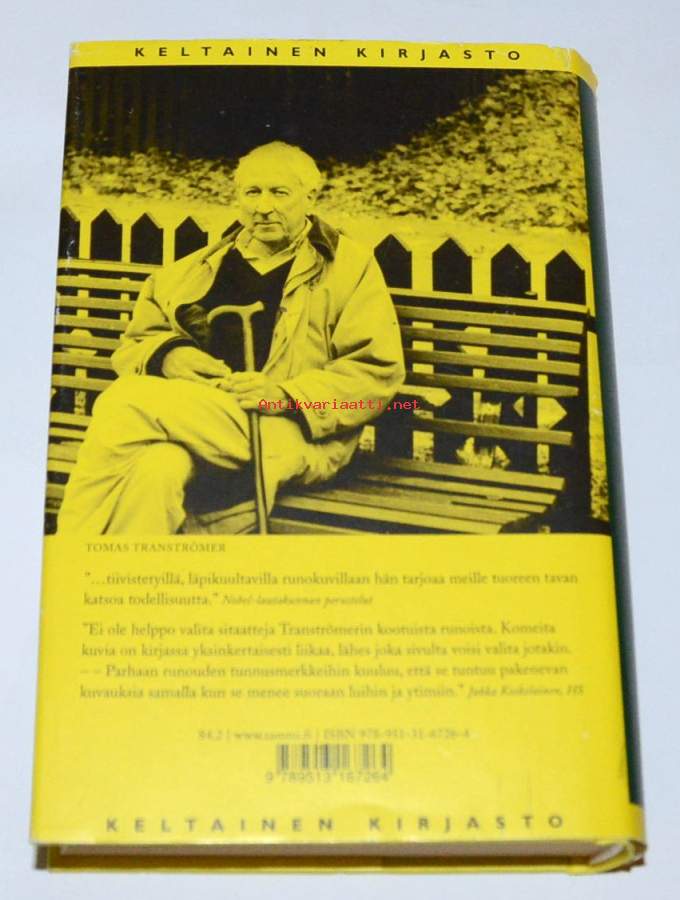 KELTAINEN KIRJASTO
Antikvariaatti.net
TOMAS TRANSTRÖMER
"…tiivistetyillä, läpikuultavilla runokuvillaan hän tarjoaa meille tuoreen tavan
katsoa todellisuutta." Nobel-lautakunnan perustelut
"Ei ole helppo valita sitaatteja Tranströmerin kootuista runoista. Komeita
kuvia on kirjassa yksinkertaisesti liikaa, lähes joka sivulta voisi valita jotakin.
– – Parhaan runouden tunnusmerkkeihin kuuluu, että se tuntuu pakenevan
kuvauksia samalla kun se menee suoraan luihin ja ytimiin." Jukka Koskelainen, HS
84.2 | www.tammi.fi | ISBN 978-951-31-6726-4
9 789513 167264
KELTAINEN KIRJASTO